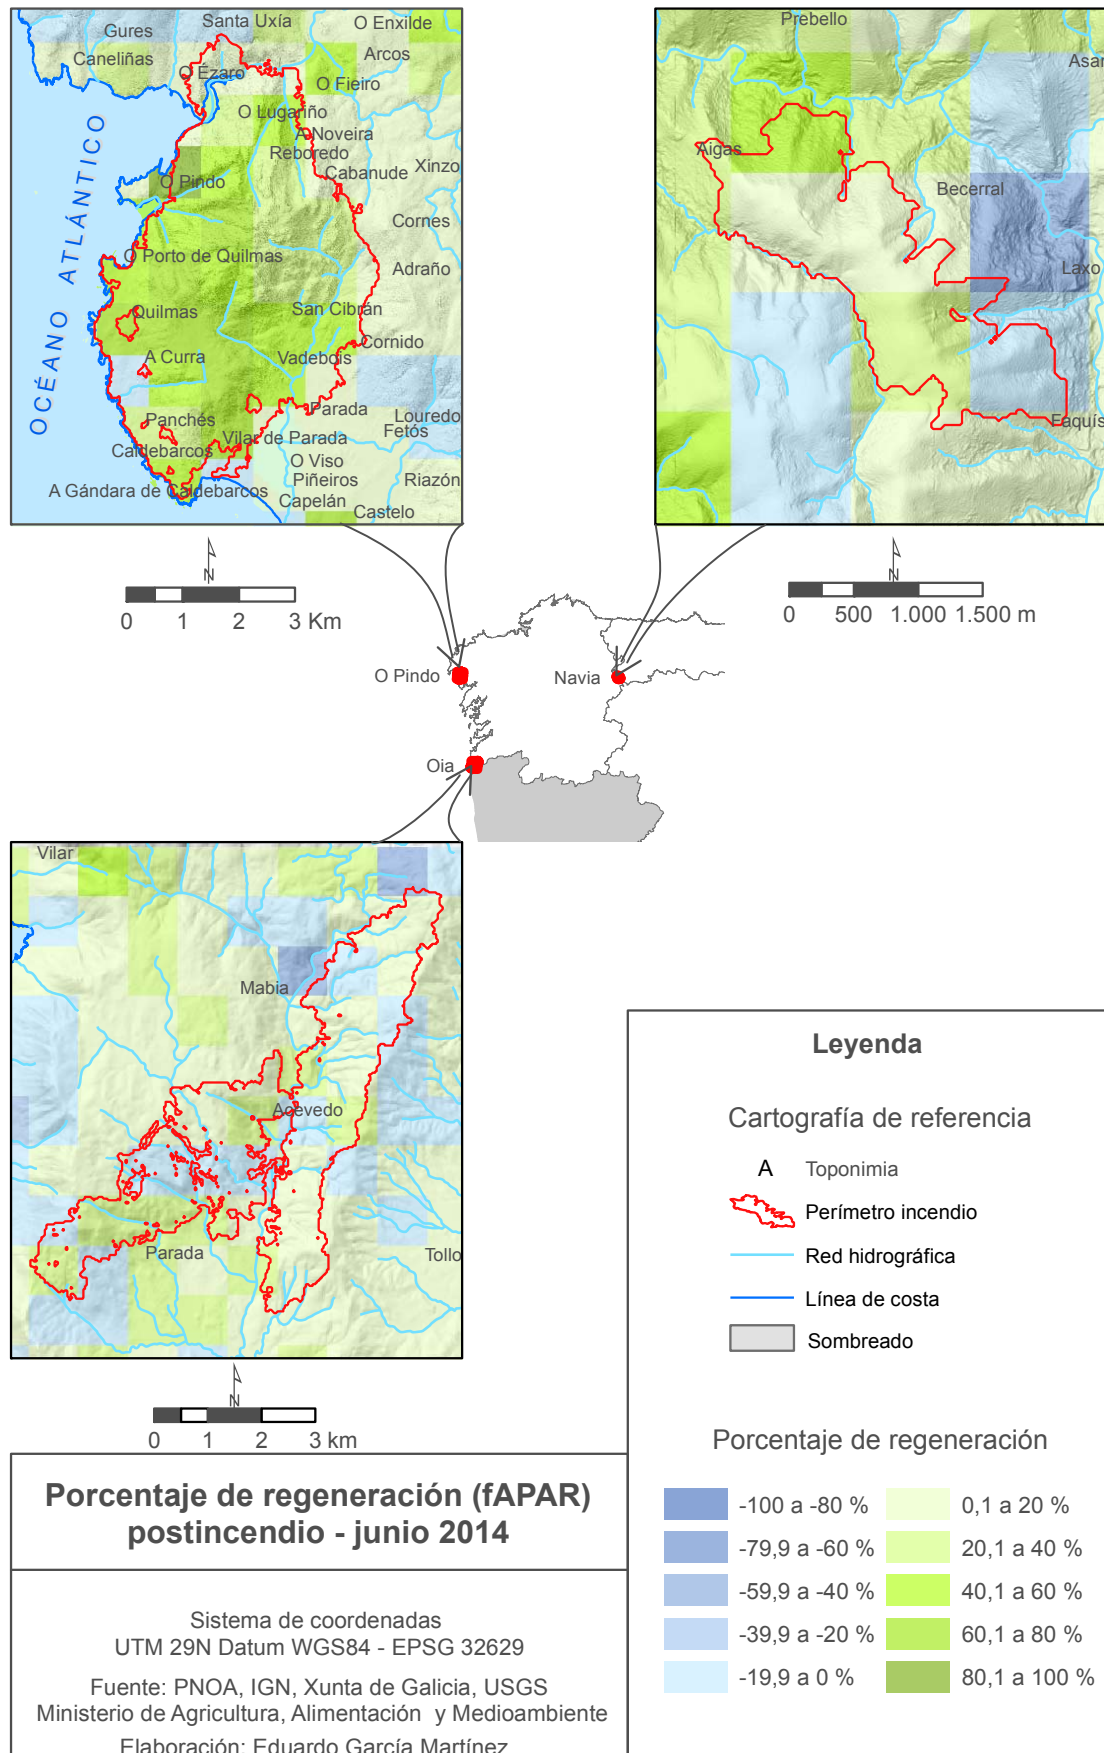 Santa Uxía
O Enxilde
Gures
Arcos
Caneliñas
O Ézaro
O Fieiro
O Lugariño
A Noveira
Reboredo
Xinzo
Cabanude
O Pindo
Cornes
O Porto de Quilmas
Adraño
San Cibrán
Quilmas
Cornido
A Curra
Vadebois
Parada
Panchés
Louredo
Fetós
Vilar de Parada
Caldebarcos
O Viso
Piñeiros
Riazón
A Gándara de Caldebarcos
Capelán
Castelo
OCÉANO ATLÁNTICO
N
0 1 2 3 Km
Prebello
Asar
Aigas
Becerral
Laxo
Faquís
N
0 500 1.000 1.500 m
O Pindo
Navia
Oia
Vilar
Mabia
Acevedo
Parada
Tollo
N
0 1 2 3 km
Porcentaje de regeneración (fAPAR)
postincendio - junio 2014
Sistema de coordenadas
UTM 29N Datum WGS84 - EPSG 32629
Fuente: PNOA, IGN, Xunta de Galicia, USGS
Ministerio de Agricultura, Alimentación y Medioambiente
Elaboración: Eduardo García Martínez
Leyenda
Cartografía de referencia
A Toponimia
Perímetro incendio
Red hidrográfica
Línea de costa
Sombreado
Porcentaje de regeneración
-100 a -80 %
-79,9 a -60 %
-59,9 a -40 %
-39,9 a -20 %
-19,9 a 0 %
0,1 a 20 %
20,1 a 40 %
40,1 a 60 %
60,1 a 80 %
80,1 a 100 %